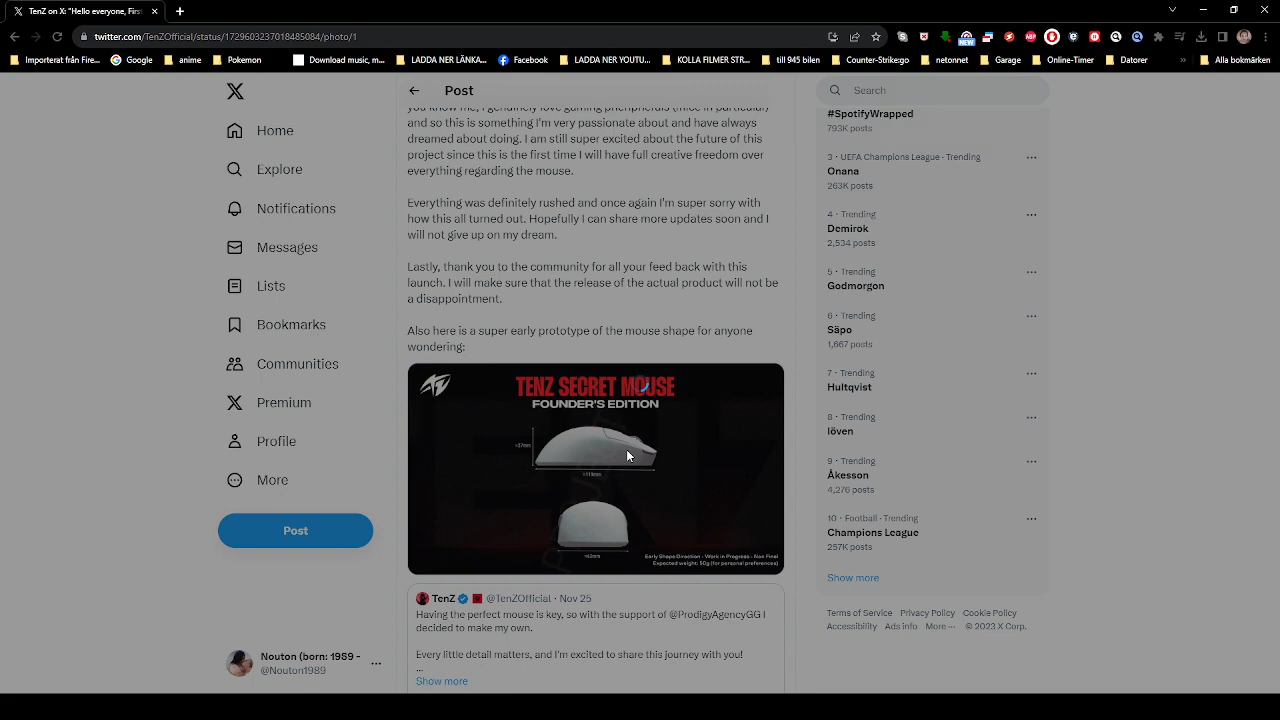 TenZ on X: "Hello everyone, Firs
twitter.com/TenZOfficial/status/1729603237018485084/photo/1
NEW
ABP
Importerat från Fire...
Google
anime
Pokemon
Download music, m...
LADDA NER LÄNKA...
Facebook
LADDA NER YOUTU...
KOLLA FILMER STR...
till 945 bilen
Counter-Strike:go
netonnet
Garage
Online-Timer
Datorer
»
Alla bokmärken
Home
Explore
Notifications
Messages
Lists
Bookmarks
Communities
Premium
Profile
More
Post
Nouton (born: 1989 -
@Nouton1989
Post
you know me, I genuinely love gaming pheripherals (mice in particular)
and so this is something I'm very passionate about and have always
dreamed about doing. I am still super excited about the future of this
project since this is the first time I will have full creative freedom over
everything regarding the mouse.
Everything was definitely rushed and once again I'm super sorry with
how this all turned out. Hopefully I can share more updates soon and I
will not give up on my dream.
Lastly, thank you to the community for all your feed back with this
launch. I will make sure that the release of the actual product will not be
a disappointment.
Also here is a super early prototype of the mouse shape for anyone
wondering:
TENZ SECRET MOUSE
FOUNDER'S EDITION
Early Shape Direction - Work in Progress - Non Final
Expected weight: 50g (for personal preferences)
TenZ @TenZOfficial · Nov 25
Having the perfect mouse is key, so with the support of @ProdigyAgencyGG I
decided to make my own.
Every little detail matters, and I'm excited to share this journey with you!
...
Show more
Search
#SpotifyWrapped
793K posts
3 · UEFA Champions League · Trending
Onana
263K posts
4 · Trending
Demirok
2,534 posts
5 · Trending
Godmorgon
6 · Trending
Säpo
1,667 posts
7 · Trending
Hultqvist
8 · Trending
löven
9 · Trending
Åkesson
4,276 posts
10 · Football · Trending
Champions League
257K posts
Show more
Terms of Service Privacy Policy Cookie Policy
Accessibility Ads info More ··· © 2023 X Corp.